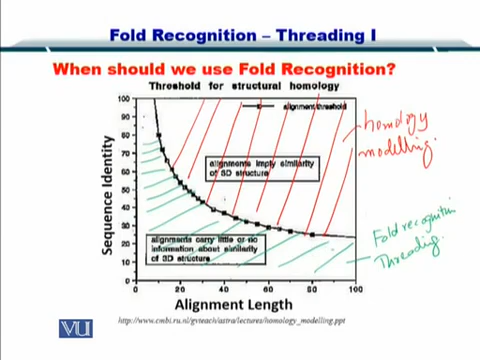 Fold Recognition – Threading I
When should we use Fold Recognition?
Threshold for structural homology
100
90
80
70
60
50
40
30
20
10
0
Sequence Identity
alignment threshold
alignments imply similarity
of 3D structure
alignments carry little or no
information about similarity
of 3D structure
homology
modelling.
Fold recognition
Threading.
0
20
40
60
80
100
Alignment Length
http://www.cmbi.ru.nl/gvteach/astra/lectures/homology_modelling.ppt
VU